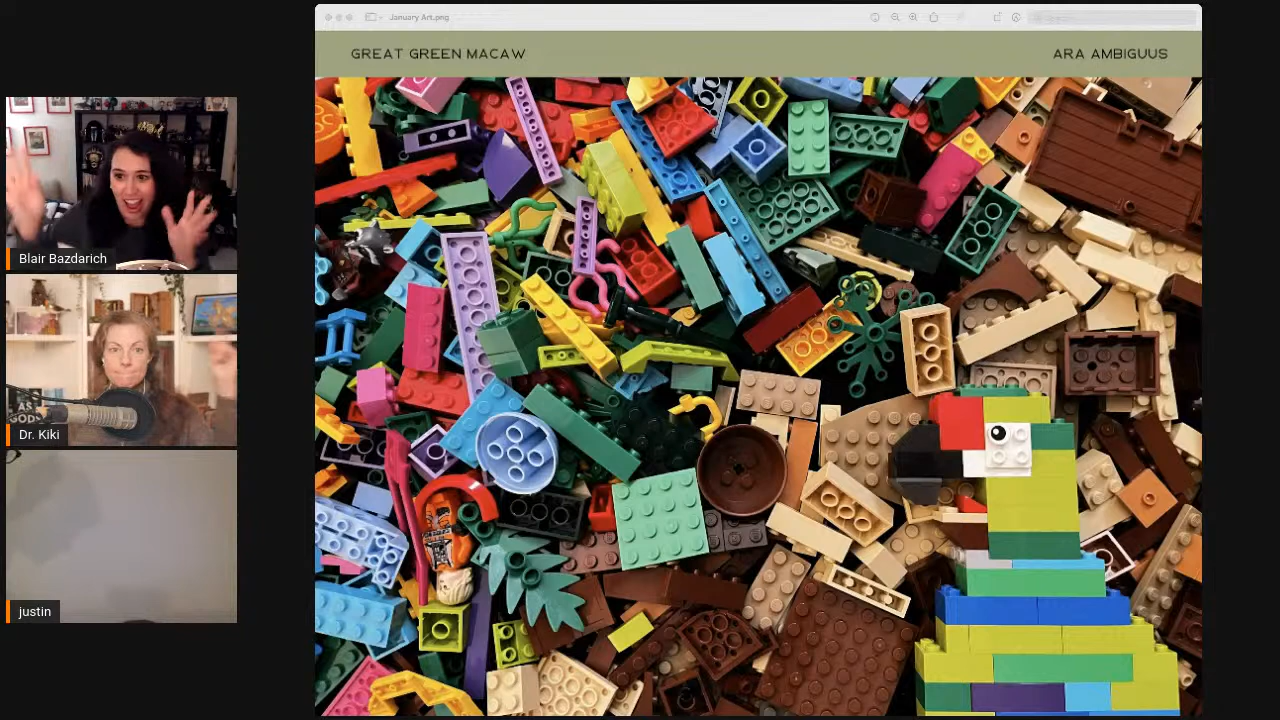 January Art.png
GREAT GREEN MACAW
ARA AMBIGUUS
Blair Bazdarich
Dr. Kiki
justin